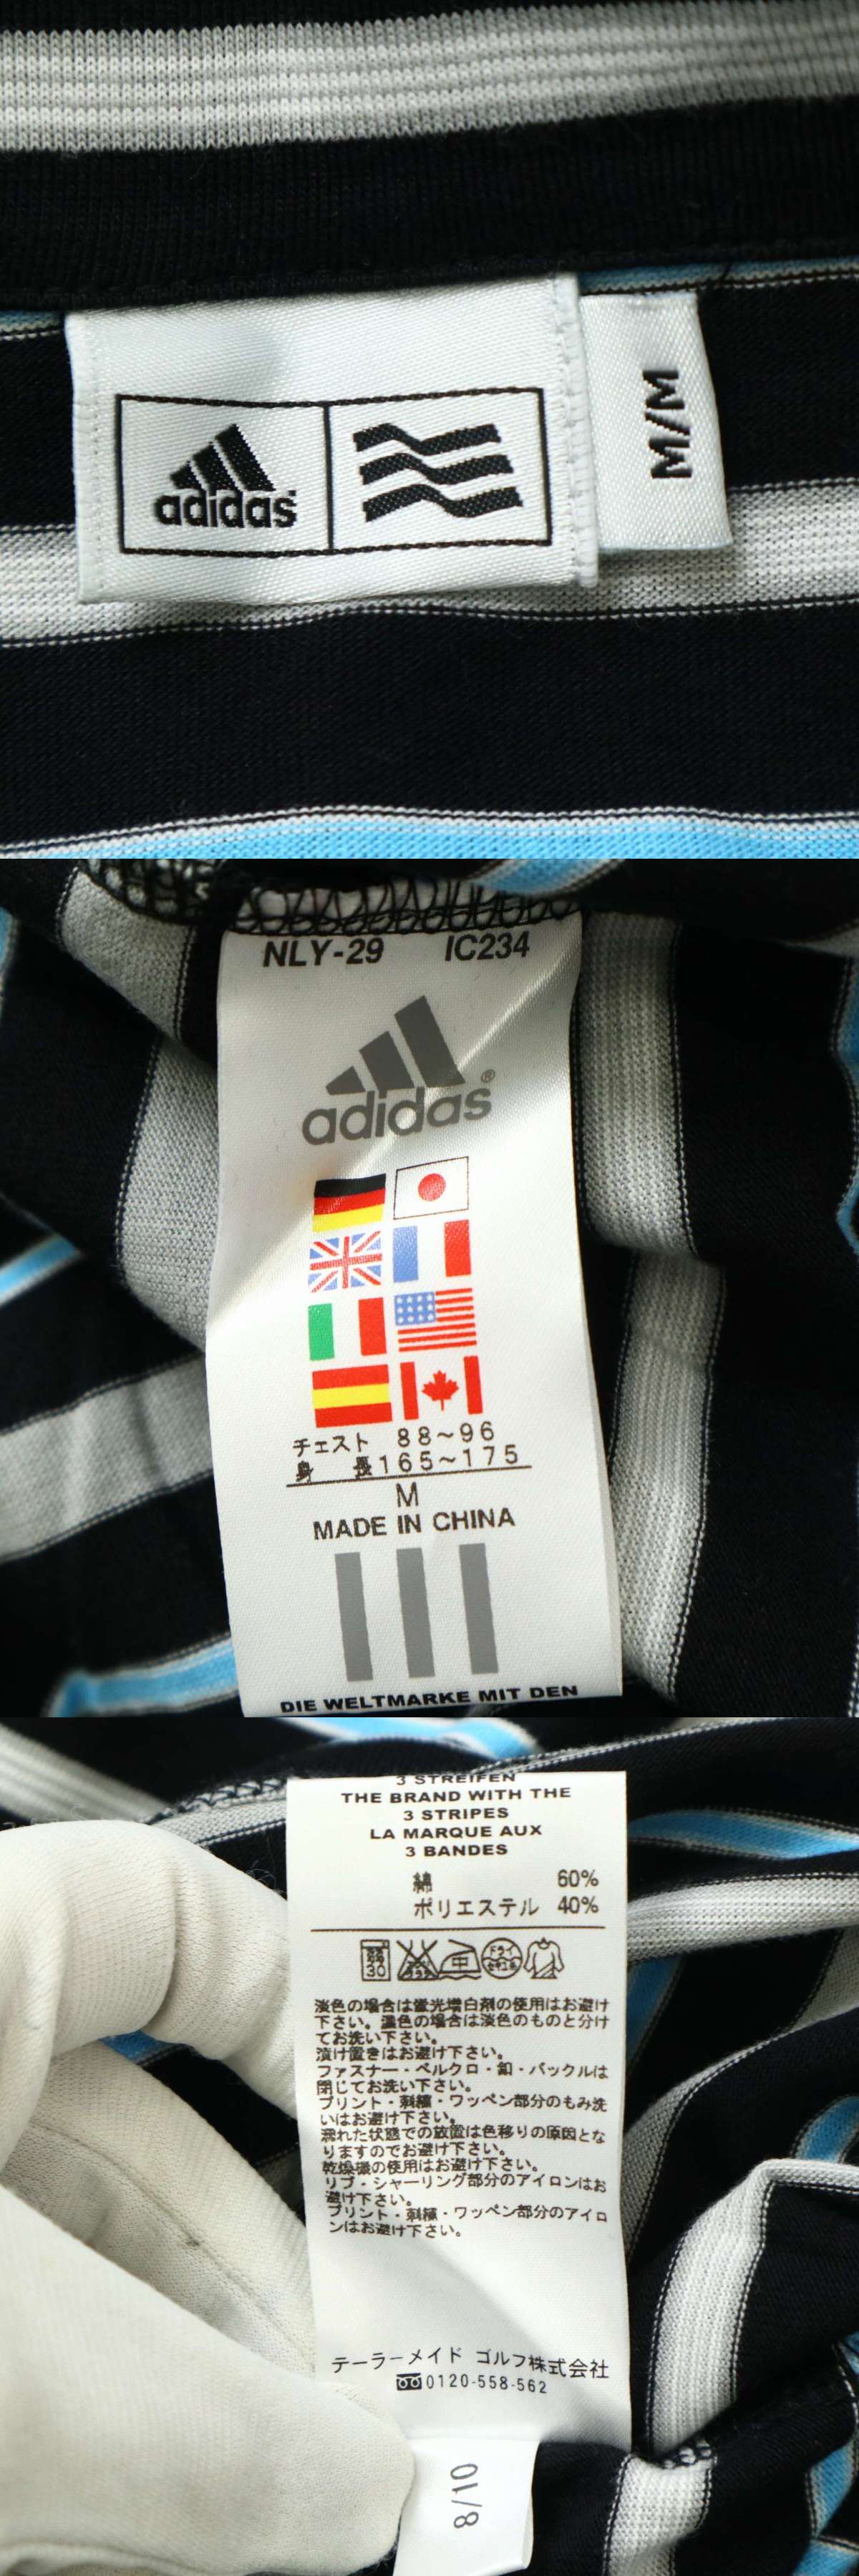 adidas
M/M
NLY-29 IC234
adidas®
チェスト 88~96
身 長165~175
M
MADE IN CHINA
DIE WELTMARKE MIT DEN
3 STREIFEN
THE BRAND WITH THE
3 STRIPES
LA MARQUE AUX
3 BANDES
綿 60%
ポリエステル 40%
30
中
ドライ
淡色の場合は蛍光増白剤の使用はお避け
下さい。濃色の場合は淡色のものと分け
てお洗い下さい。
漬け置きはお避け下さい。
ファスナー・ベルクロ・釦・バックルは
閉じてお洗い下さい。
プリント・刺繍・ワッペン部分のもみ洗
いはお避け下さい。
濡れた状態での放置は色移りの原因とな
りますのでお避け下さい。
乾燥機の使用はお避け下さい。
リブ・シャーリング部分のアイロンはお
避け下さい。
プリント・刺繍・ワッペン部分のアイロ
ンはお避け下さい。
テーラーメイド ゴルフ株式会社
0120-558-562
8/10